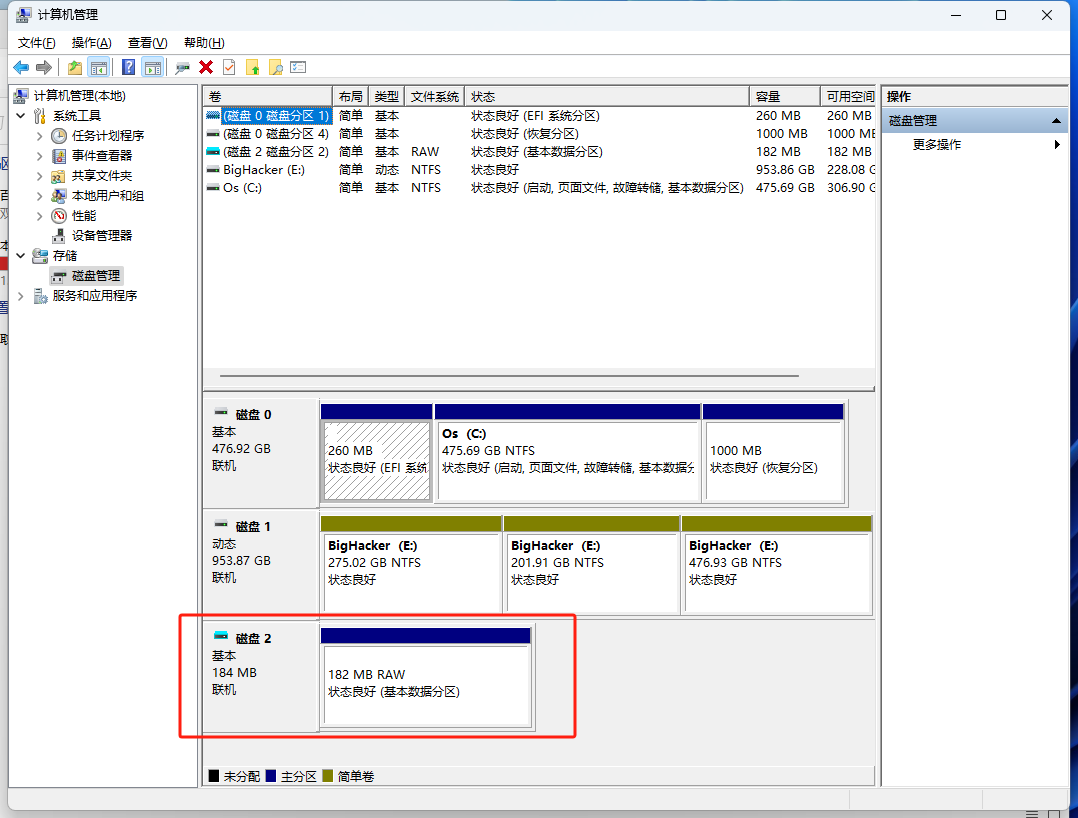 计算机管理
文件(F) 操作(A) 查看(V) 帮助(H)
计算机管理(本地)
系统工具
任务计划程序
事件查看器
共享文件夹
本地用户和组
性能
设备管理器
存储
磁盘管理
服务和应用程序
卷 布局 类型 文件系统 状态 容量 可用空间
(磁盘 0 磁盘分区 1) 简单 基本 状态良好 (EFI 系统分区) 260 MB 260 MB
(磁盘 0 磁盘分区 4) 简单 基本 状态良好 (恢复分区) 1000 MB 1000 ME
(磁盘 2 磁盘分区 2) 简单 基本 RAW 状态良好 (基本数据分区) 182 MB 182 MB
BigHacker (E:) 简单 动态 NTFS 状态良好 953.86 GB 228.08 G
Os (C:) 简单 基本 NTFS 状态良好 (启动, 页面文件, 故障转储, 基本数据分区) 475.69 GB 306.90 G
磁盘 0
基本
476.92 GB
联机
260 MB
状态良好 (EFI 系统
Os (C:)
475.69 GB NTFS
状态良好 (启动, 页面文件, 故障转储, 基本数据分
1000 MB
状态良好 (恢复分区)
磁盘 1
动态
953.87 GB
联机
BigHacker (E:)
275.02 GB NTFS
状态良好
BigHacker (E:)
201.91 GB NTFS
状态良好
BigHacker (E:)
476.93 GB NTFS
状态良好
磁盘 2
基本
184 MB
联机
182 MB RAW
状态良好 (基本数据分区)
未分配 主分区 简单卷
操作
磁盘管理
更多操作